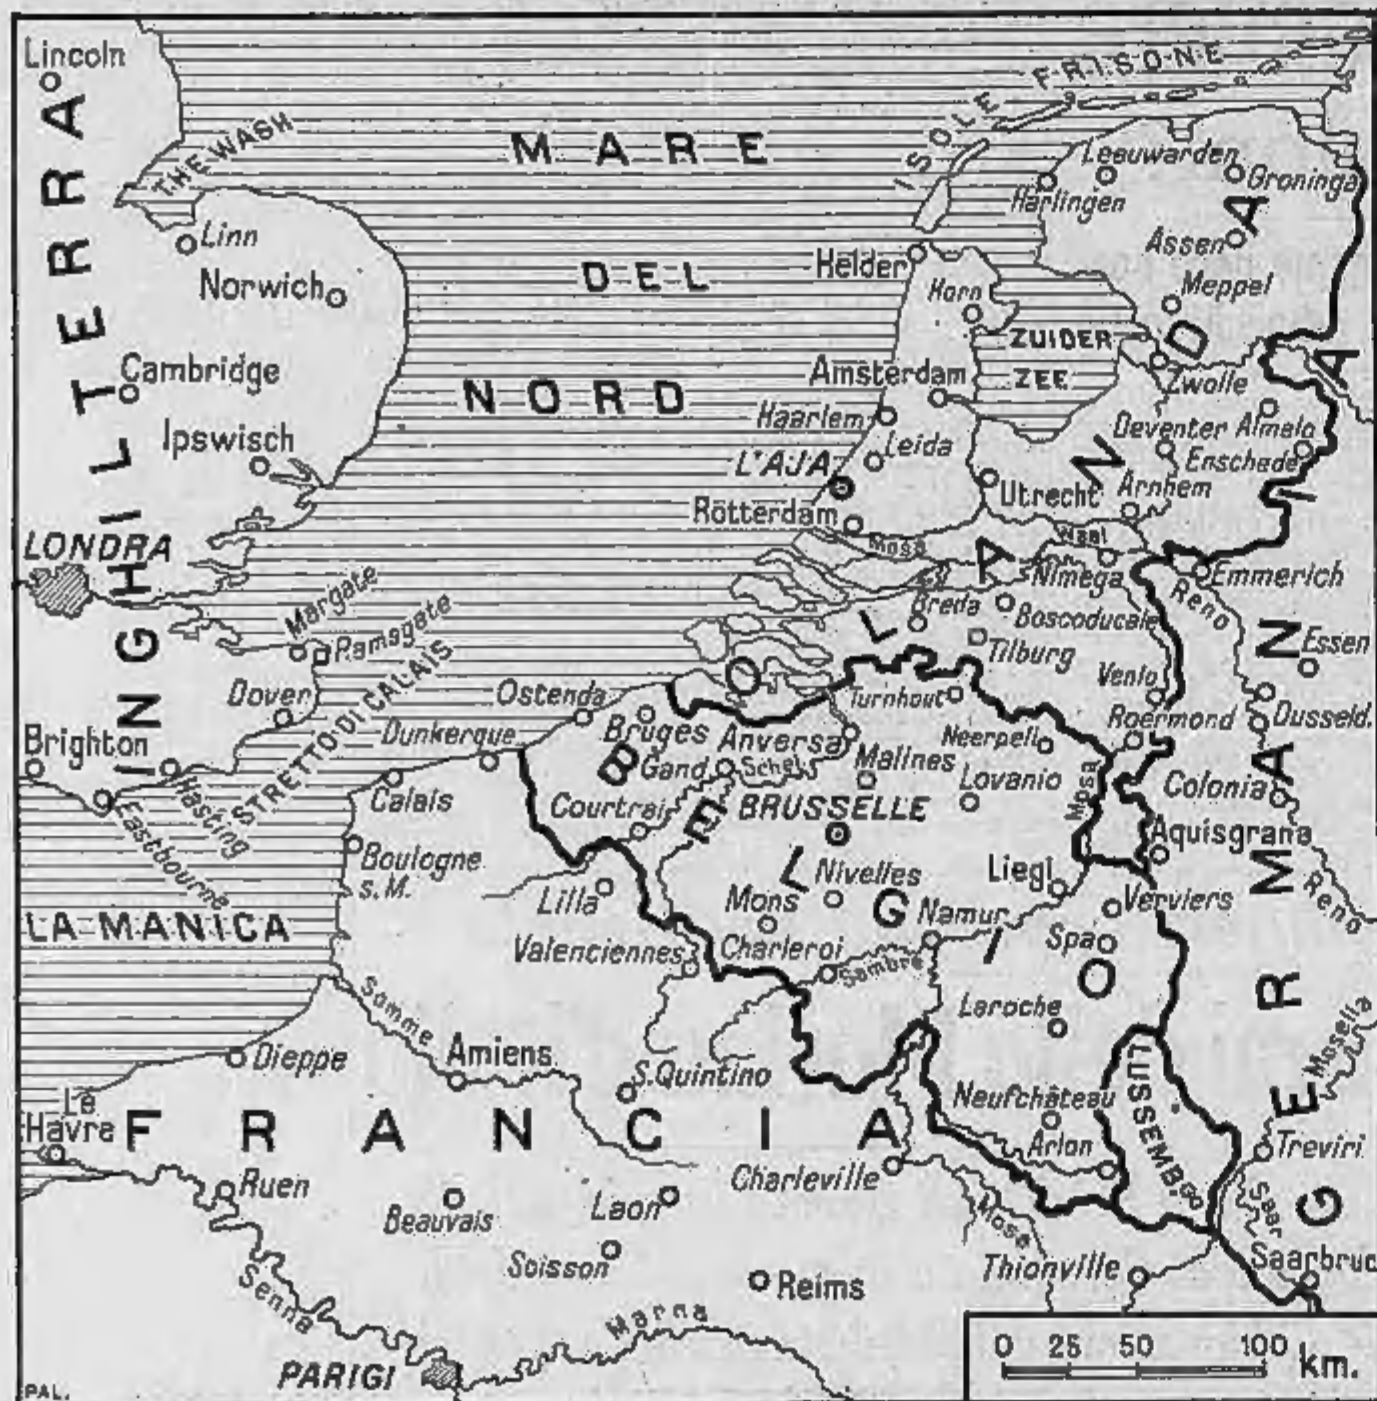 Lincoln
INGHILTERRA
THE WASH
Linn
Norwich
Cambridge
Ipswisch
LONDRA
Margate
Ramsgate
Dover
Brighton
Hasting
Eastbourne
STRETTO DI CALAIS
LA MANICA
MARE
DEL
NORD
ISOLE FRISONE
Leeuwarden
Groninga
Harlingen
Assen
Meppel
Helder
Horn
ZUIDER
ZEE
Zwolle
Amsterdam
Haarlem
Leida
L'AJA
Deventer
Almelo
Enschede
Utrecht
Arnhem
Rotterdam
Mosa
Waal
Nimega
Emmerich
Breda
Boscoducale
Tilburg
Reno
Essen
Venlo
OLLANDA
Turnhout
Roermond
Dusseld.
Ostenda
Bruges
Anversa
Neerpelt
Dunkerque
Gand
Schel.
Malines
Lovanio
Mosa
Colonia
Calais
Courtrai
BRUSSELLE
Aquisgrana
Boulogne
s. M.
Lilla
Nivelles
Liegi
Mons
Verviers
Reno
BELGIO
Namur
Valenciennes
Charleroi
Sambre
Spa
Laroche
GERMANIA
Mosella
Somme
Dieppe
Amiens
S. Quintino
Neufchâteau
LUSSEMB.GO
Le
Havre
FRANCIA
Arlon
Treviri
Charleville
Ruen
Beauvais
Laon
Mosa
Saar
Soisson
Thionville
Saarbruc
Senna
Reims
Marna
PARIGI
0 25 50 100 km.
PAL.